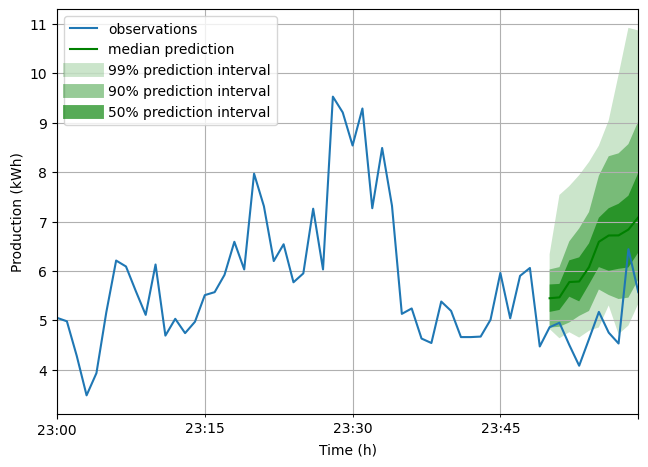 observations
median prediction
99% prediction interval
90% prediction interval
50% prediction interval
11
10
9
8
7
6
5
4
Production (kWh)
23:00
23:15
23:30
23:45
Time (h)